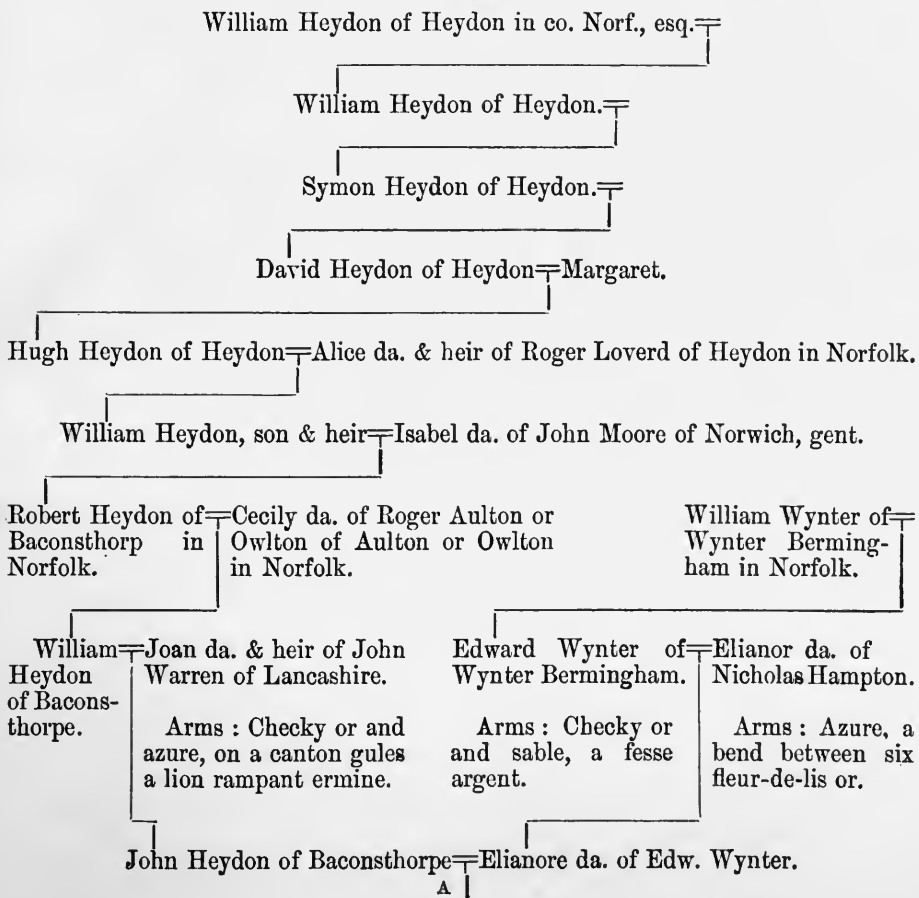 William Heydon of Heydon in co. Norf., esq.
William Heydon of Heydon.
Symon Heydon of Heydon.
David Heydon of Heydon Margaret.
Hugh Heydon of Heydon Alice da. & heir of Roger Loverd of Heydon in Norfolk.
William Heydon, son & heir Isabel da. of John Moore of Norwich, gent.
Robert Heydon of
Baconsthorp in
Norfolk.
Cecily da. of Roger Aulton or
Owlton of Aulton or Owlton
in Norfolk.
William Wynter of
Wynter Berming-
ham in Norfolk.
William
Heydon
of Bacons-
thorpe.
Joan da. & heir of John
Warren of Lancashire.
Arms : Checky or and
azure, on a canton gules
a lion rampant ermine.
Edward Wynter of
Wynter Bermingham.
Arms : Checky or
and sable, a fesse
argent.
Elianor da. of
Nicholas Hampton.
Arms : Azure, a
bend between six
fleur-de-lis or.
John Heydon of Baconsthorpe Elianore da. of Edw. Wynter.
A